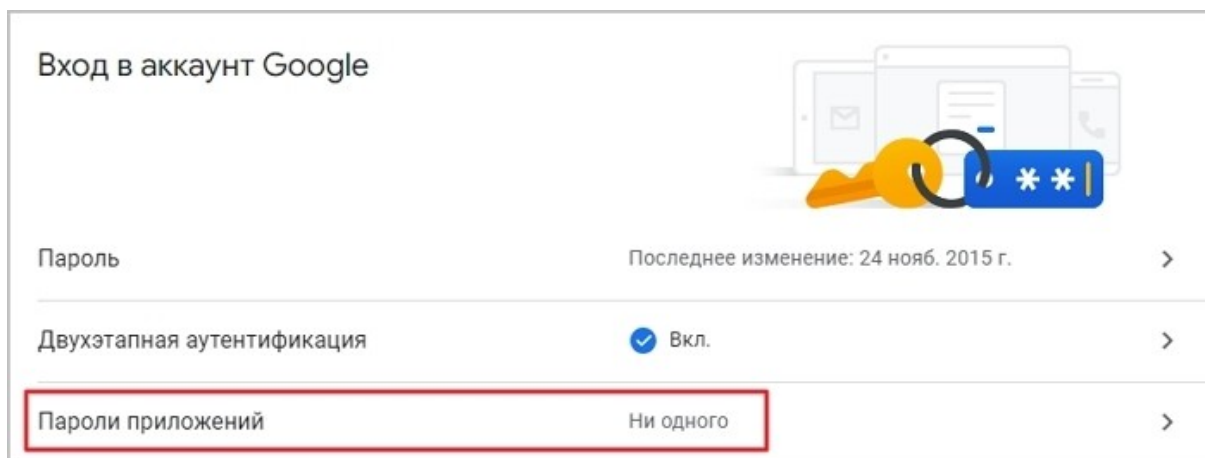 Вход в аккаунт Google
**
Пароль Последнее изменение: 24 нояб. 2015 г.
Двухэтапная аутентификация Вкл.
Пароли приложений Ни одного